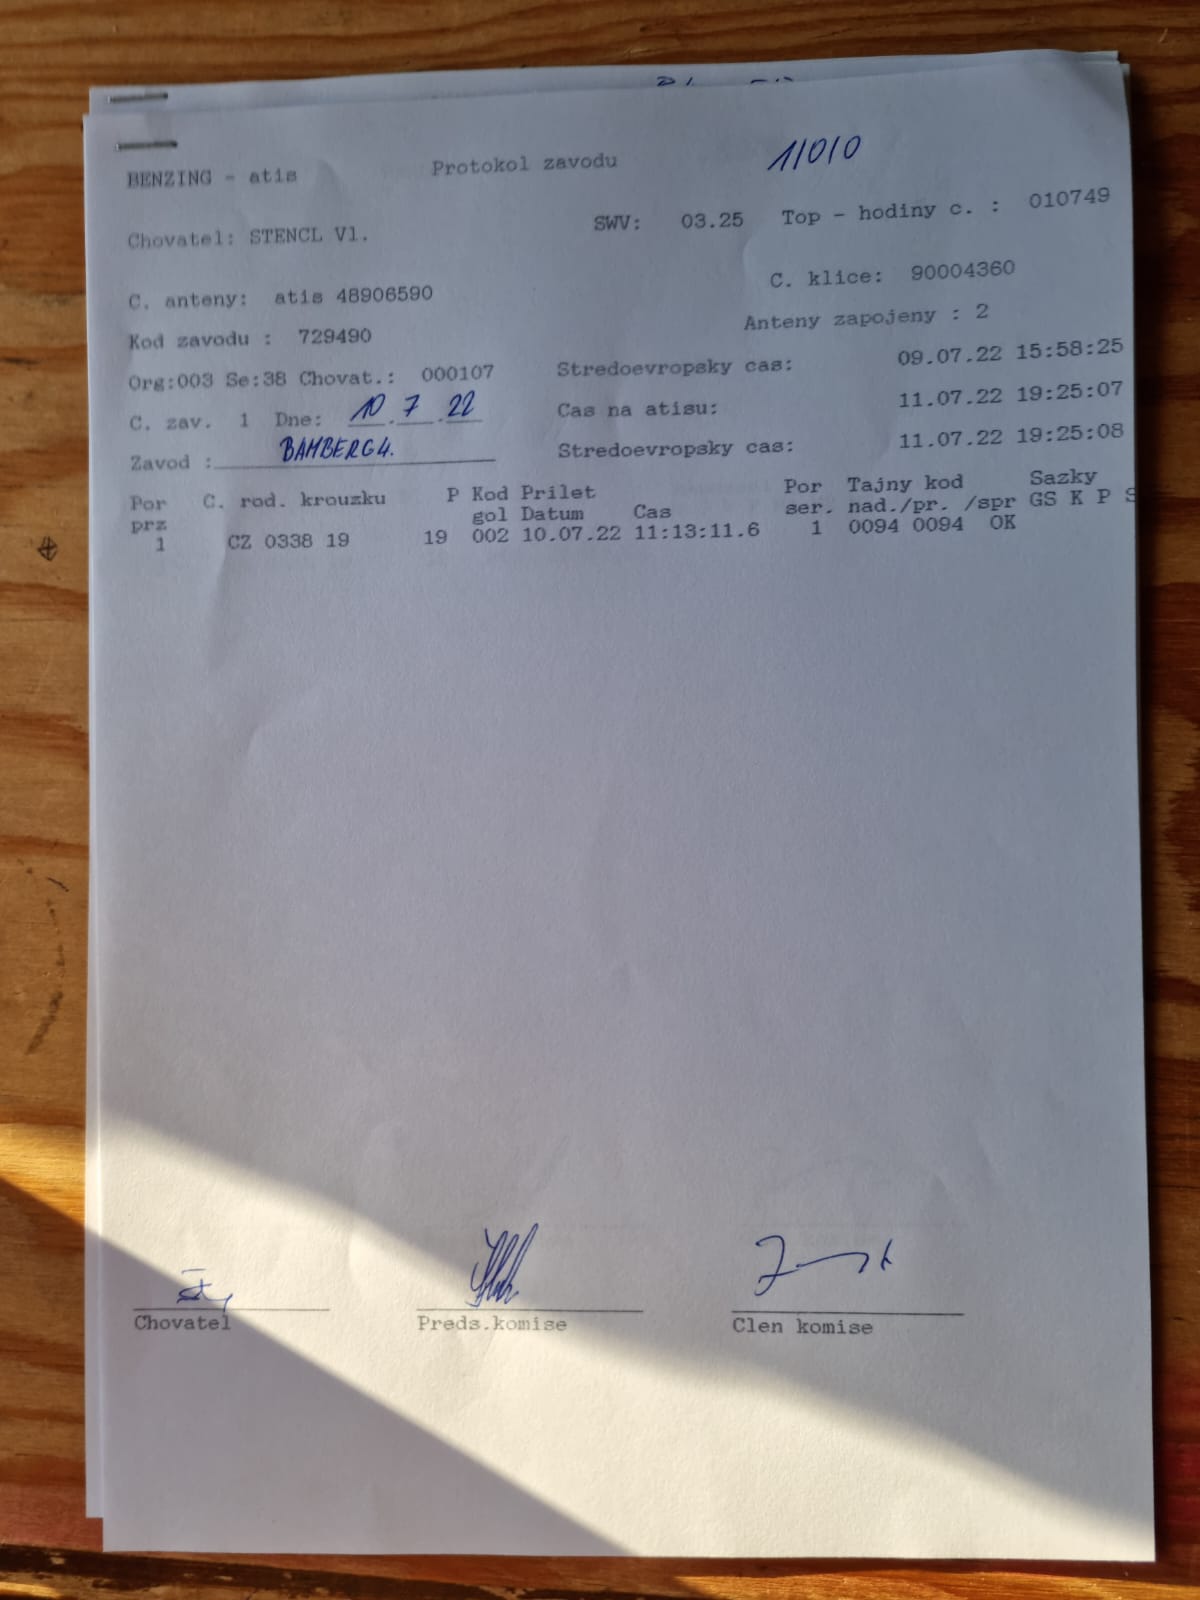 BENZING - atis Protokol zavodu 1/0/0
Chovatel: STENCL Vl. SWV: 03.25 Top - hodiny c. : 010749
C. anteny: atis 48906590 C. klice: 90004360
Kod zavodu : 729490 Anteny zapojeny : 2
Org:003 Se:38 Chovat.: 000107 Stredoevropsky cas: 09.07.22 15:58:25
C. zav. 1 Dne: 10.7.22 Cas na atisu: 11.07.22 19:25:07
Zavod : BAMBERG4. Stredoevropsky cas: 11.07.22 19:25:08
Por C. rod. krouzku P Kod Prilet Por Tajny kod Sazky
prz gol Datum Cas ser. nad./pr. /spr GS K P S
1 CZ 0338 19 19 002 10.07.22 11:13:11.6 1 0094 0094 OK
Chovatel Preds.komise Clen komise